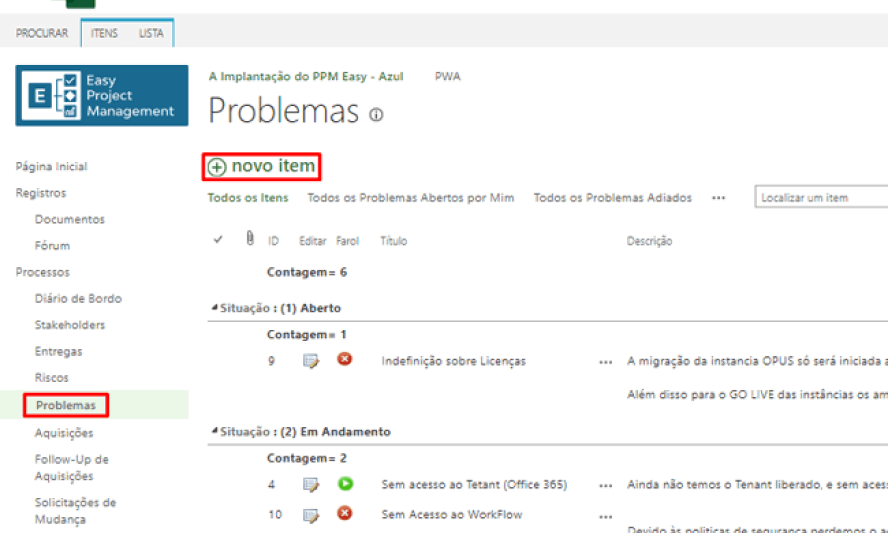 PROCURAR ITENS LISTA
E Easy
Project
Management
A Implantação do PPM Easy - Azul PWA
Problemas
novo item
Todos os Itens Todos os Problemas Abertos por Mim Todos os Problemas Adiados ... Localizar um item
ID Editar Farol Título Descrição
Contagem= 6
Situação : (1) Aberto
Contagem= 1
9 Indefinição sobre Licenças ... A migração da instancia OPUS só será iniciada a
Além disso para o GO LIVE das instâncias os am
Situação : (2) Em Andamento
Contagem= 2
4 Sem acesso ao Tetant (Office 365) ... Ainda não temos o Tenant liberado, e sem aces
10 Sem Acesso ao WorkFlow ...
Devido às politicas de segurança perdemos o a
Página Inicial
Registros
Documentos
Fórum
Processos
Diário de Bordo
Stakeholders
Entregas
Riscos
Problemas
Aquisições
Follow-Up de
Aquisições
Solicitações de
Mudança